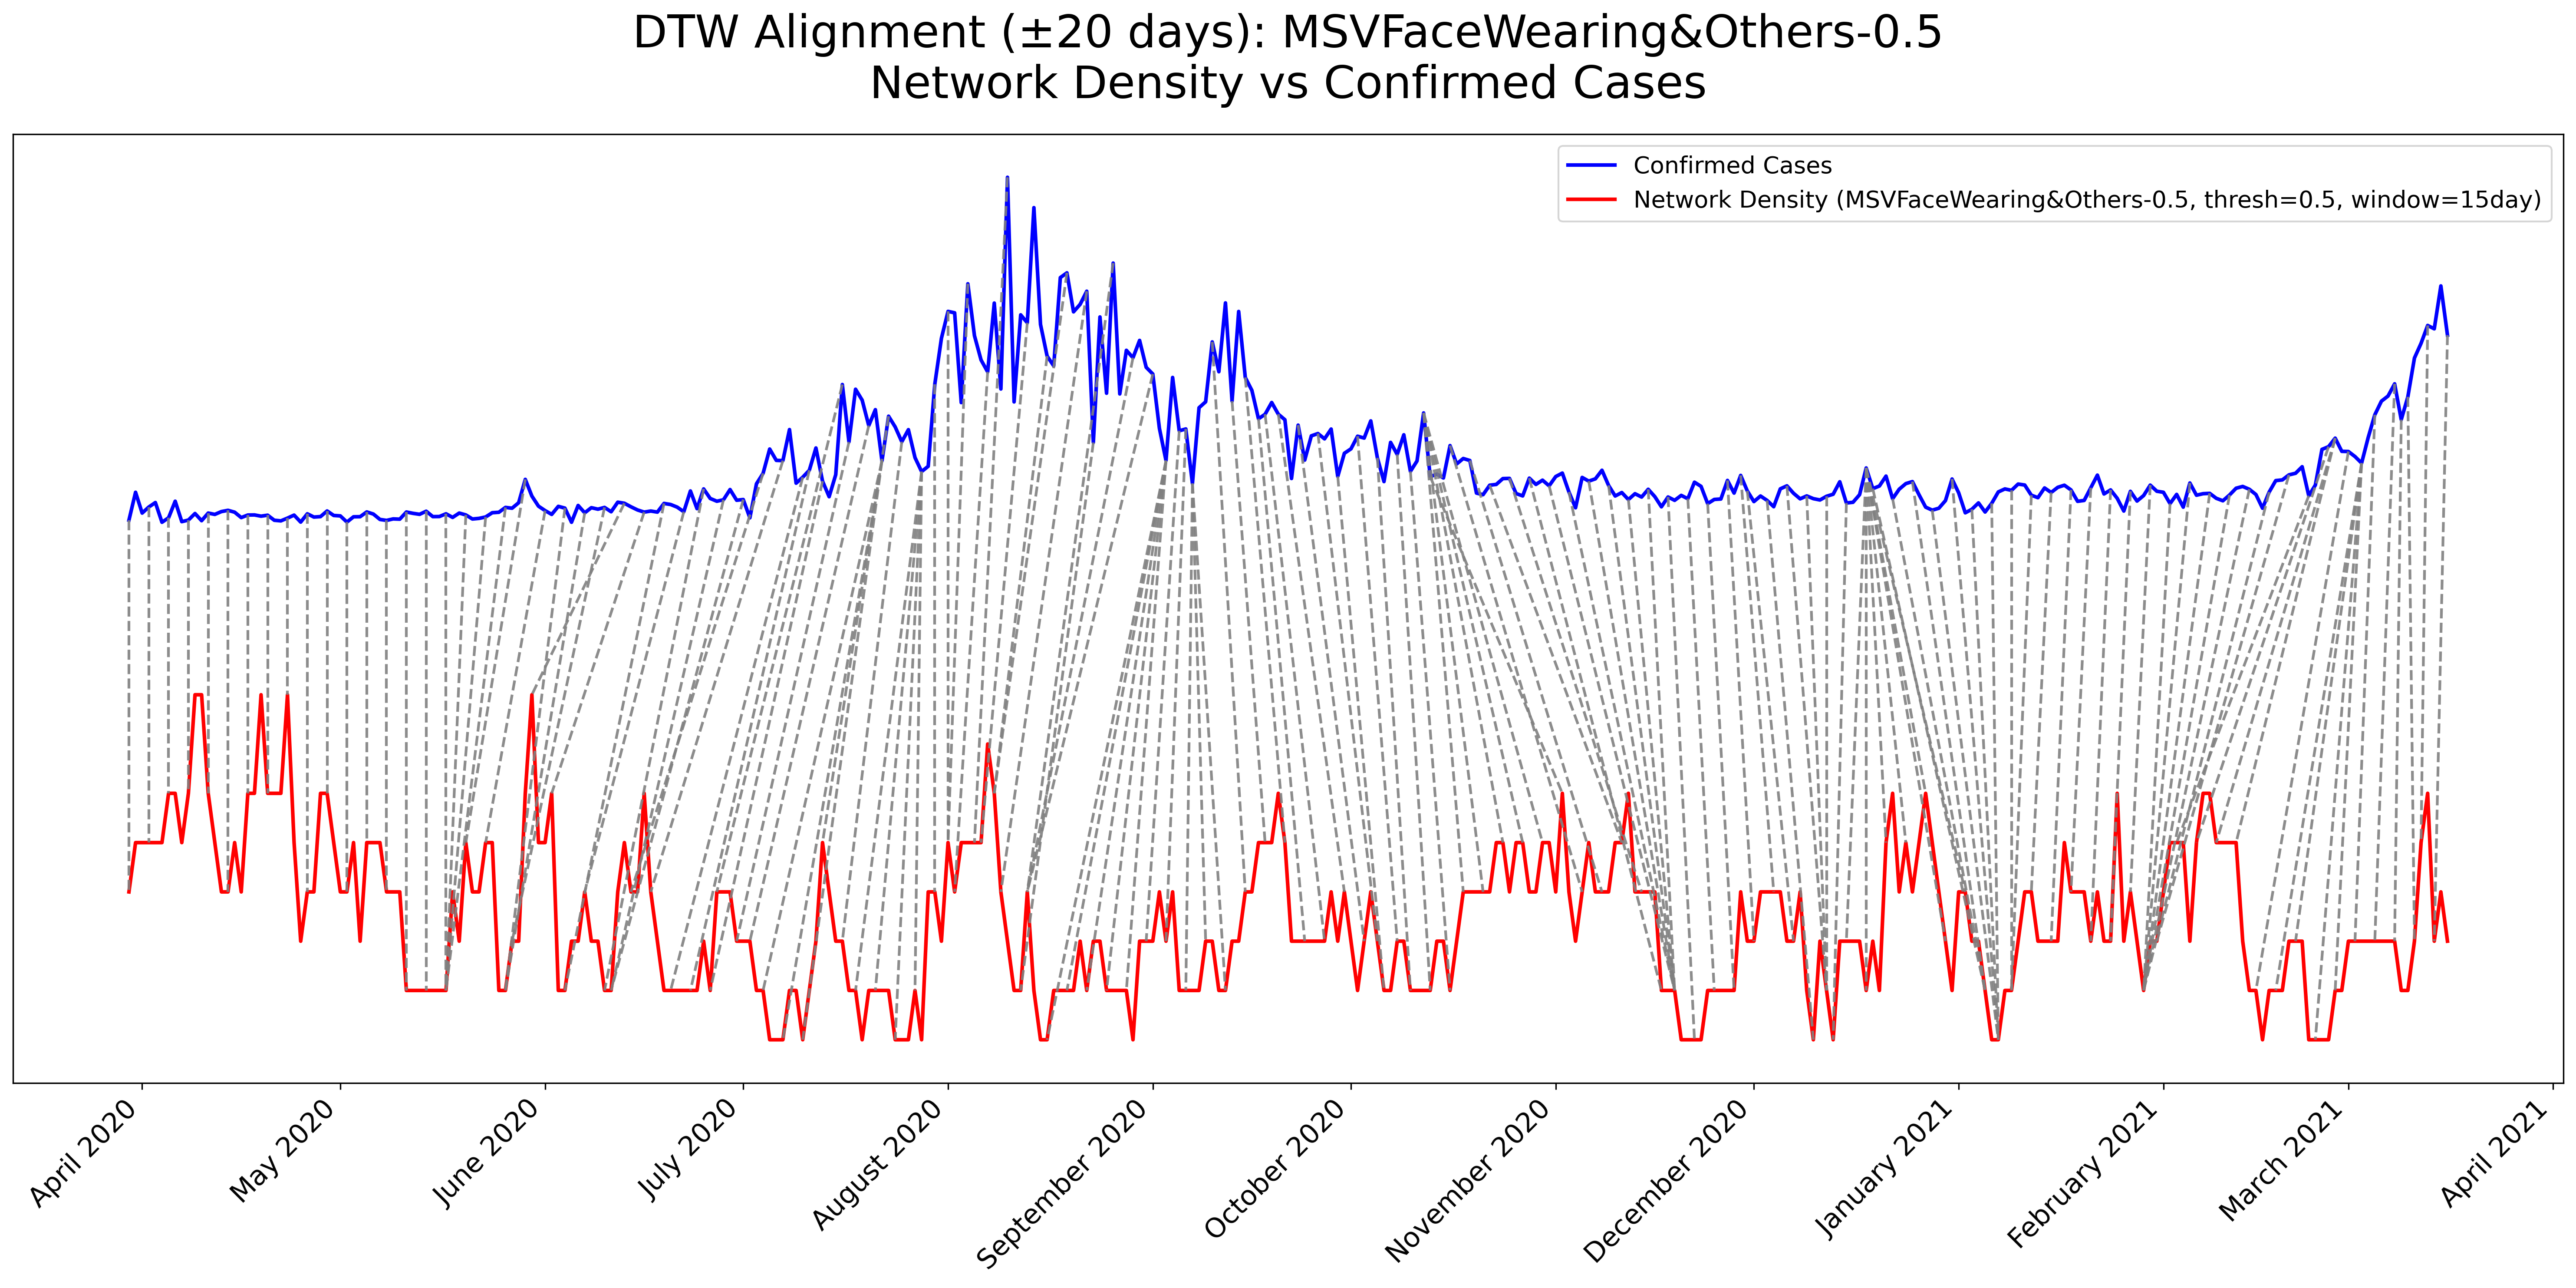 DTW Alignment (±20 days): MSVFaceWearing&Others-0.5
Network Density vs Confirmed Cases
Confirmed Cases
Network Density (MSVFaceWearing&Others-0.5, thresh=0.5, window=15day)
April 2020
May 2020
June 2020
July 2020
August 2020
September 2020
October 2020
November 2020
December 2020
January 2021
February 2021
March 2021
April 2021